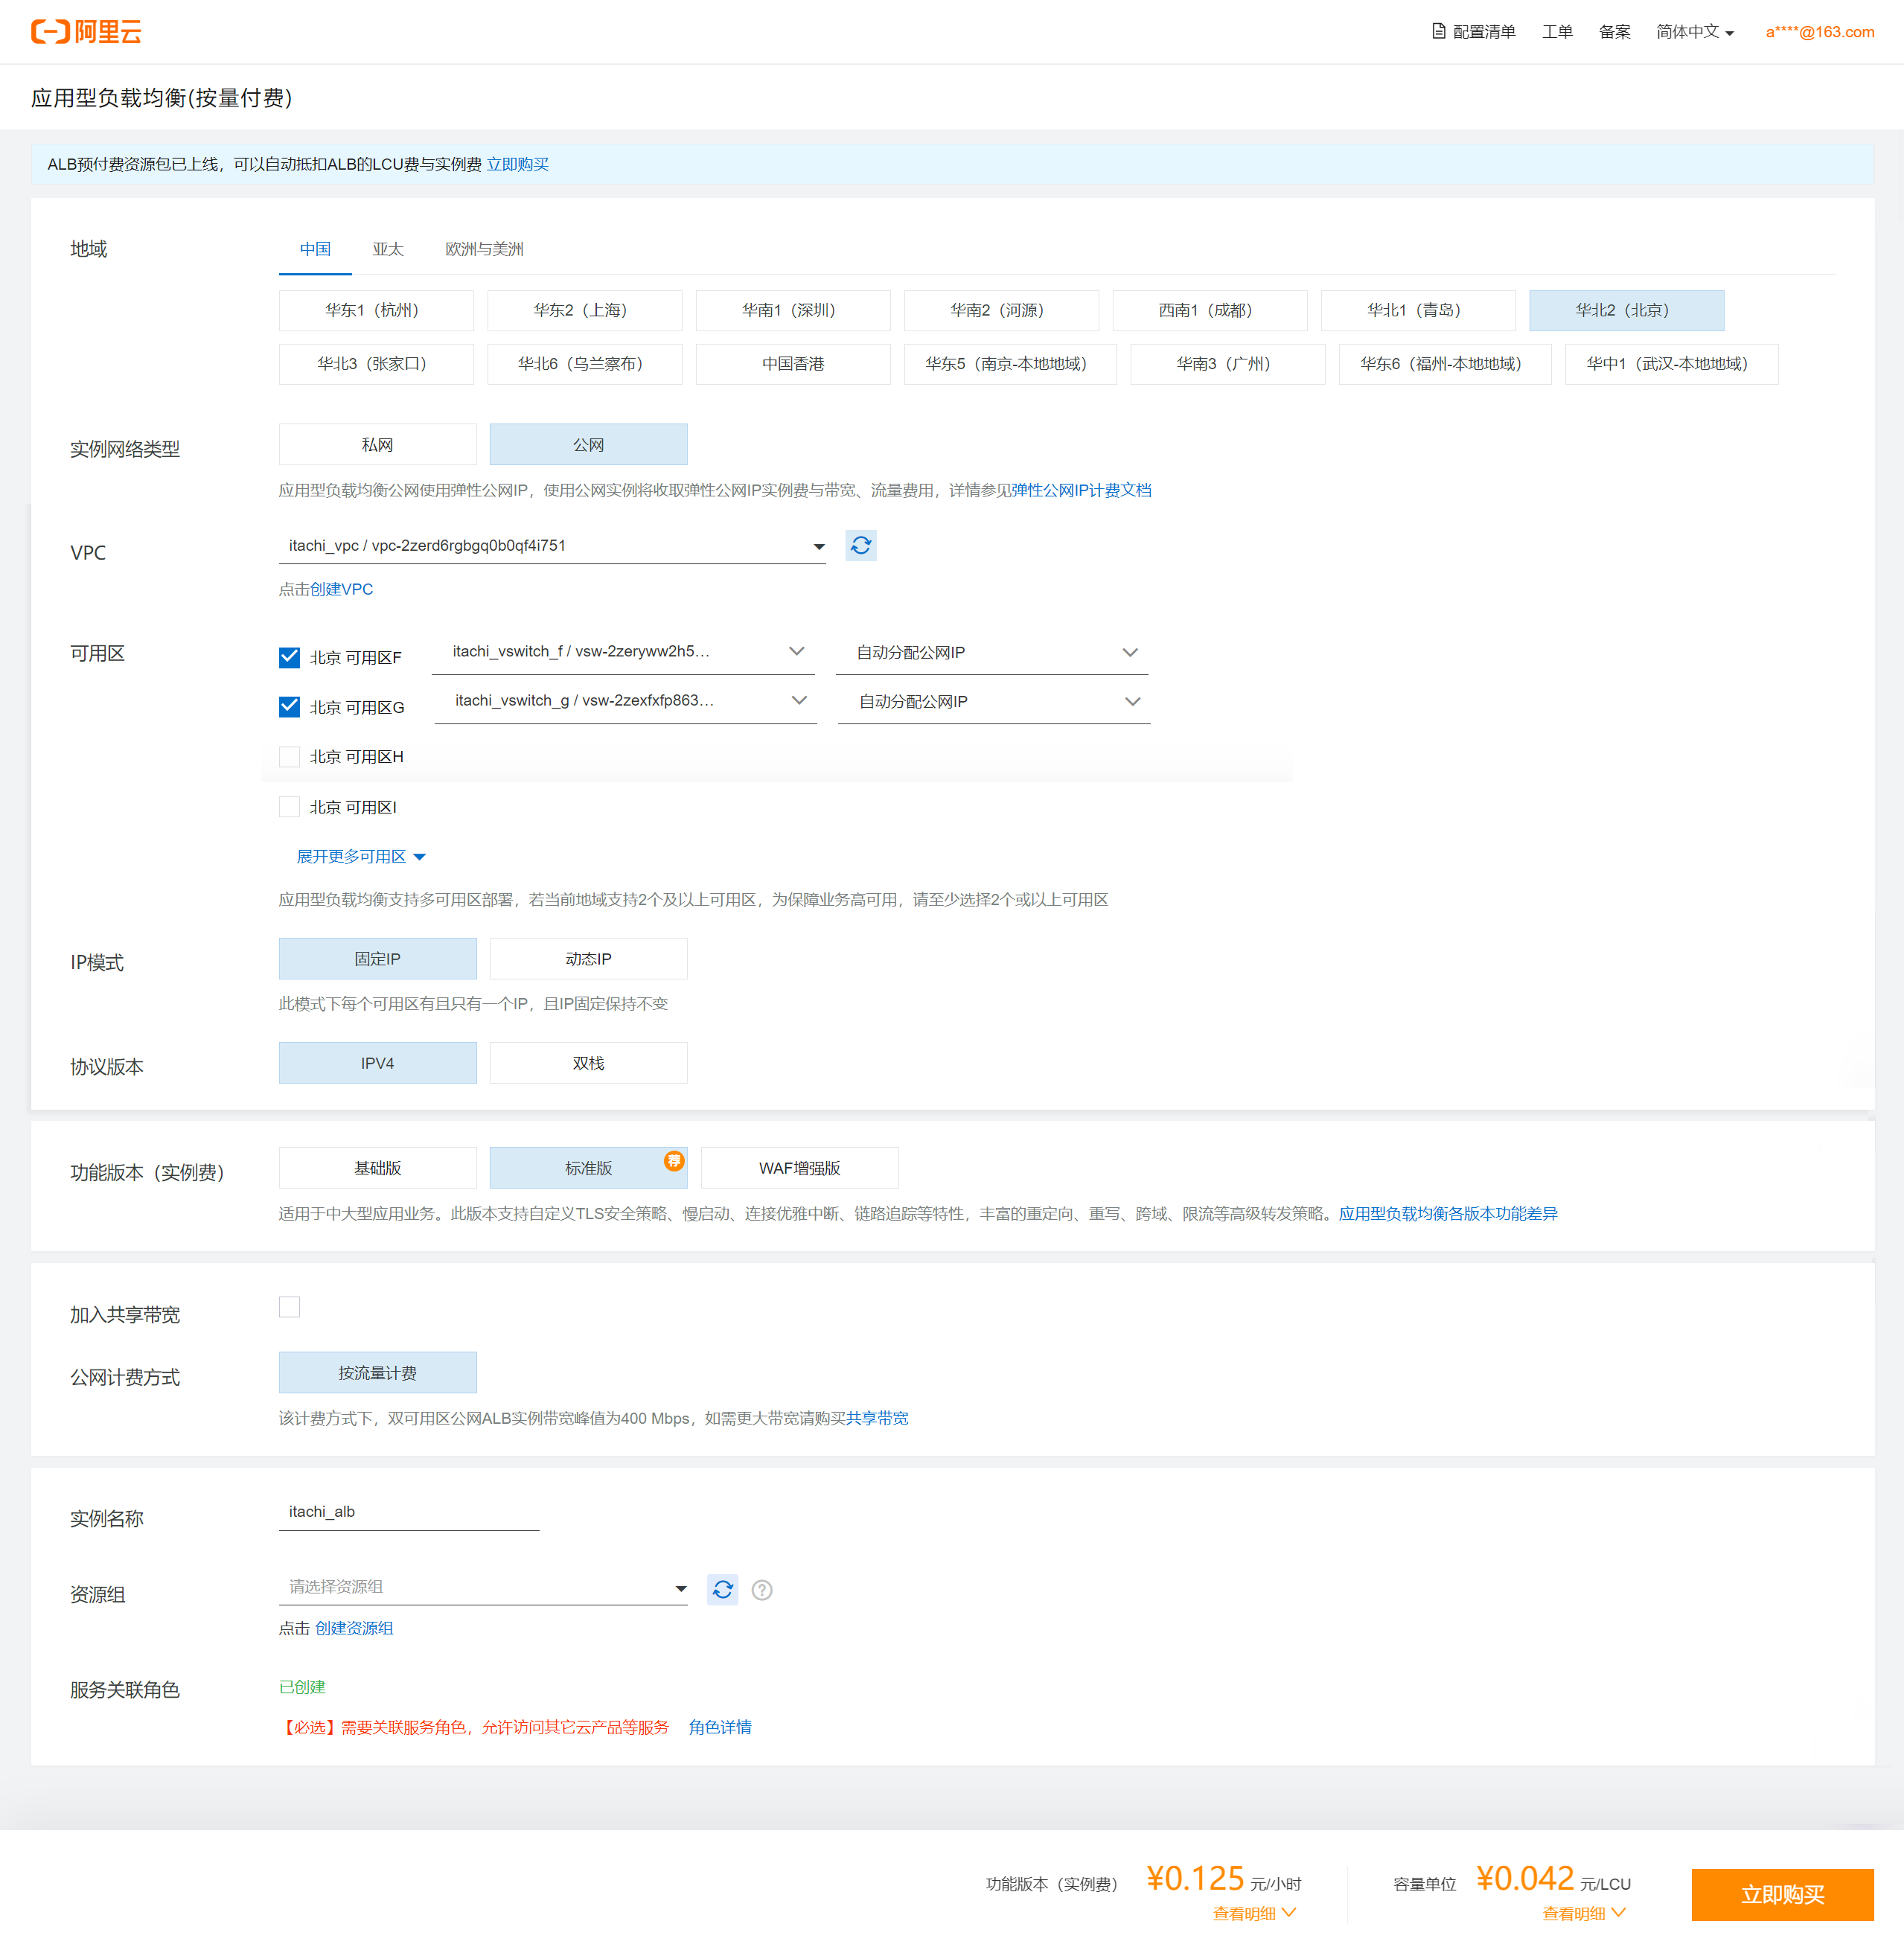 阿里云
配置清单 工单 备案 简体中文 a****@163.com
应用型负载均衡(按量付费)
ALB预付费资源包已上线，可以自动抵扣ALB的LCU费与实例费 立即购买
地域
中国 亚太 欧洲与美洲
华东1（杭州） 华东2（上海） 华南1（深圳） 华南2（河源） 西南1（成都） 华北1（青岛） 华北2（北京）
华北3（张家口） 华北6（乌兰察布） 中国香港 华东5（南京-本地地域） 华南3（广州） 华东6（福州-本地地域） 华中1（武汉-本地地域）
实例网络类型
私网 公网
应用型负载均衡公网使用弹性公网IP，使用公网实例将收取弹性公网IP实例费与带宽、流量费用，详情参见弹性公网IP计费文档
VPC
itachi_vpc / vpc-2zerd6rgbgq0b0qf4i751
点击创建VPC
可用区
北京 可用区F itachi_vswitch_f / vsw-2zeryww2h5… 自动分配公网IP
北京 可用区G itachi_vswitch_g / vsw-2zexfxfp863… 自动分配公网IP
北京 可用区H
北京 可用区I
展开更多可用区
应用型负载均衡支持多可用区部署，若当前地域支持2个及以上可用区，为保障业务高可用，请至少选择2个或以上可用区
IP模式
固定IP 动态IP
此模式下每个可用区有且只有一个IP，且IP固定保持不变
协议版本
IPV4 双栈
功能版本（实例费）
基础版 标准版 荐 WAF增强版
适用于中大型应用业务。此版本支持自定义TLS安全策略、慢启动、连接优雅中断、链路追踪等特性，丰富的重定向、重写、跨域、限流等高级转发策略。应用型负载均衡各版本功能差异
加入共享带宽
公网计费方式
按流量计费
该计费方式下，双可用区公网ALB实例带宽峰值为400 Mbps，如需更大带宽请购买共享带宽
实例名称
itachi_alb
资源组
请选择资源组
点击 创建资源组
服务关联角色
已创建
【必选】需要关联服务角色，允许访问其它云产品等服务 角色详情
功能版本（实例费） ¥0.125 元/小时 容量单位 ¥0.042 元/LCU 立即购买
查看明细 查看明细